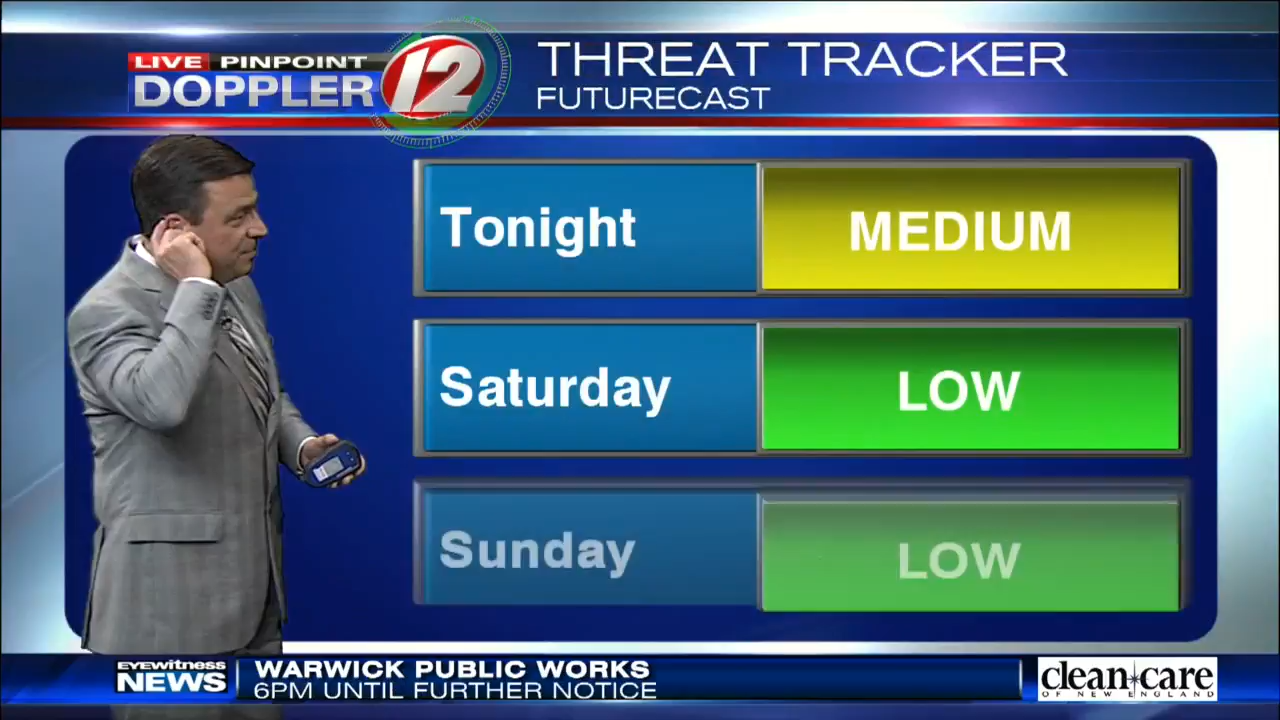 LIVE PINPOINT
DOPPLER 12
THREAT TRACKER
FUTURECAST
Tonight MEDIUM
Saturday LOW
Sunday LOW
EYEWITNESS
NEWS
WARWICK PUBLIC WORKS
6PM UNTIL FURTHER NOTICE
clean care
OF NEW ENGLAND